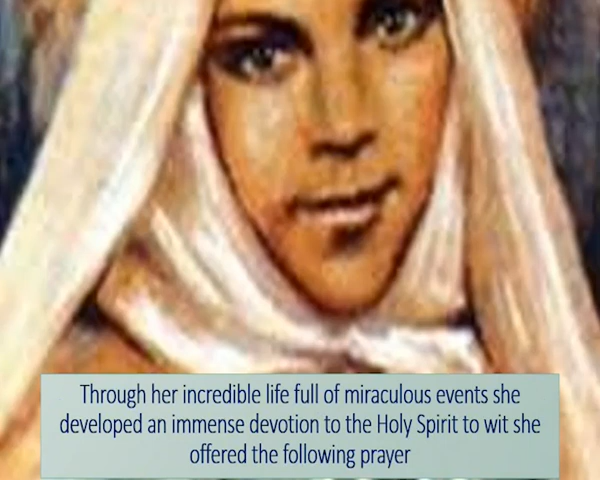 Through her incredible life full of miraculous events she
developed an immense devotion to the Holy Spirit to wit she
offered the following prayer